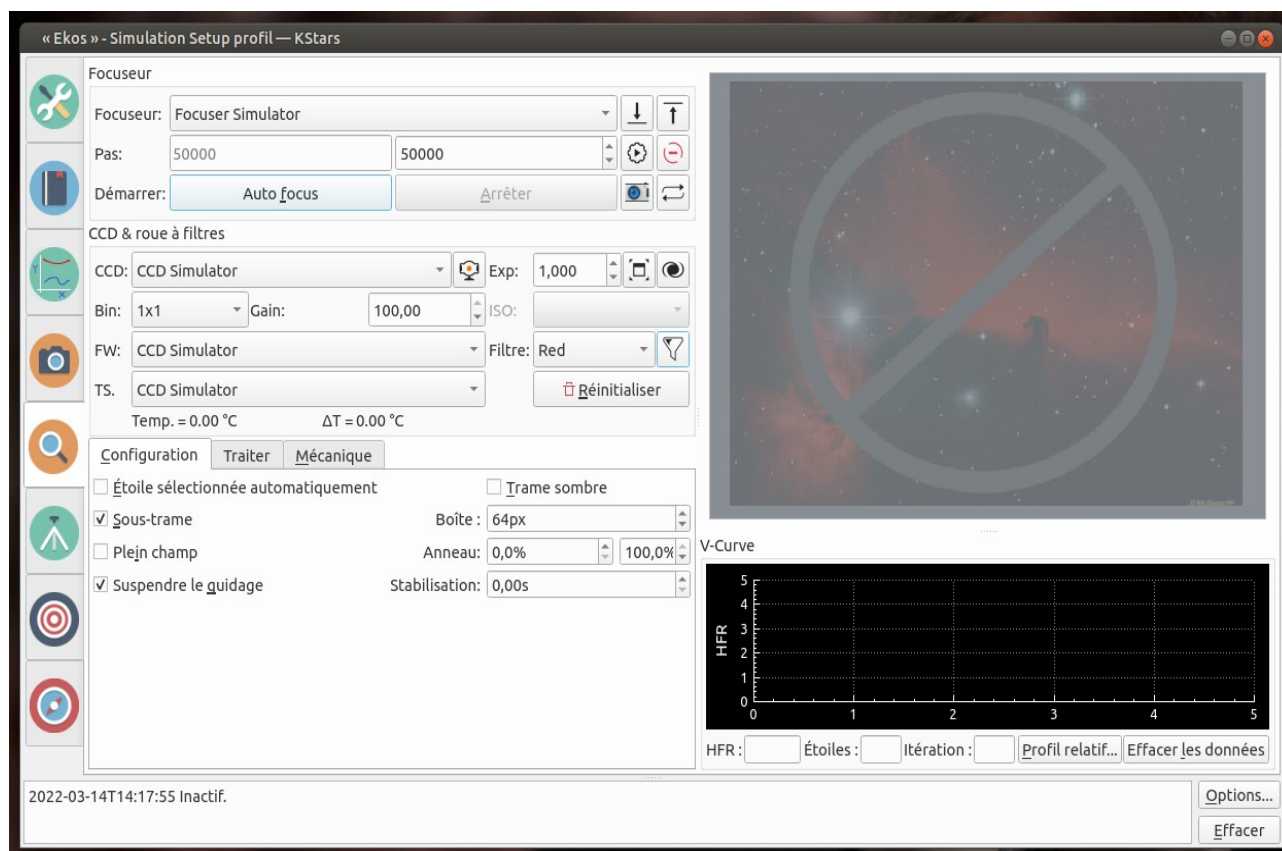 « Ekos » - Simulation Setup profil — KStars
Focuseur
Focuseur: Focuser Simulator
Pas: 50000 50000
Démarrer: Auto focus Arrêter
CCD & roue à filtres
CCD: CCD Simulator Exp: 1,000
Bin: 1x1 Gain: 100,00 ISO:
FW: CCD Simulator Filtre: Red
TS. CCD Simulator Réinitialiser
Temp. = 0.00 °C ΔT = 0.00 °C
Configuration Traiter Mécanique
Étoile sélectionnée automatiquement Trame sombre
Sous-trame Boîte : 64px
Plein champ Anneau: 0,0% 100,0%
Suspendre le guidage Stabilisation: 0,00s
V-Curve
HFR
5
4
3
2
1
0
0 1 2 3 4 5
HFR : Étoiles : Itération : Profil relatif... Effacer les données
2022-03-14T14:17:55 Inactif.
Options...
Effacer